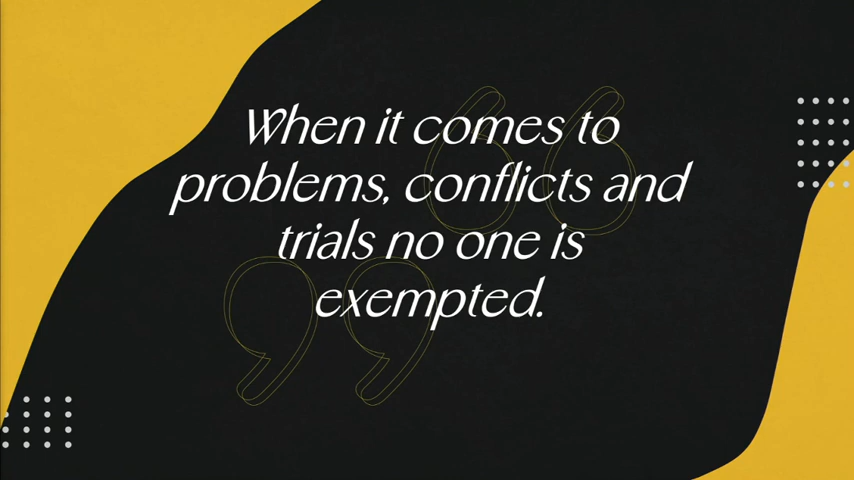 When it comes to
problems, conflicts and
trials no one is
exempted.